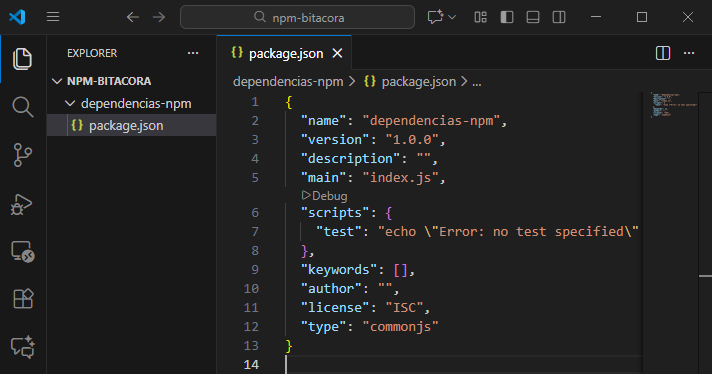 npm-bitacora
EXPLORER
package.json
NPM-BITACORA
dependencias-npm
{} package.json
dependencias-npm > {} package.json > ...
1 {
2 "name": "dependencias-npm",
3 "version": "1.0.0",
4 "description": "",
5 "main": "index.js",
Debug
6 "scripts": {
7 "test": "echo \"Error: no test specified\"
8 },
9 "keywords": [],
10 "author": "",
11 "license": "ISC",
12 "type": "commonjs"
13 }
14